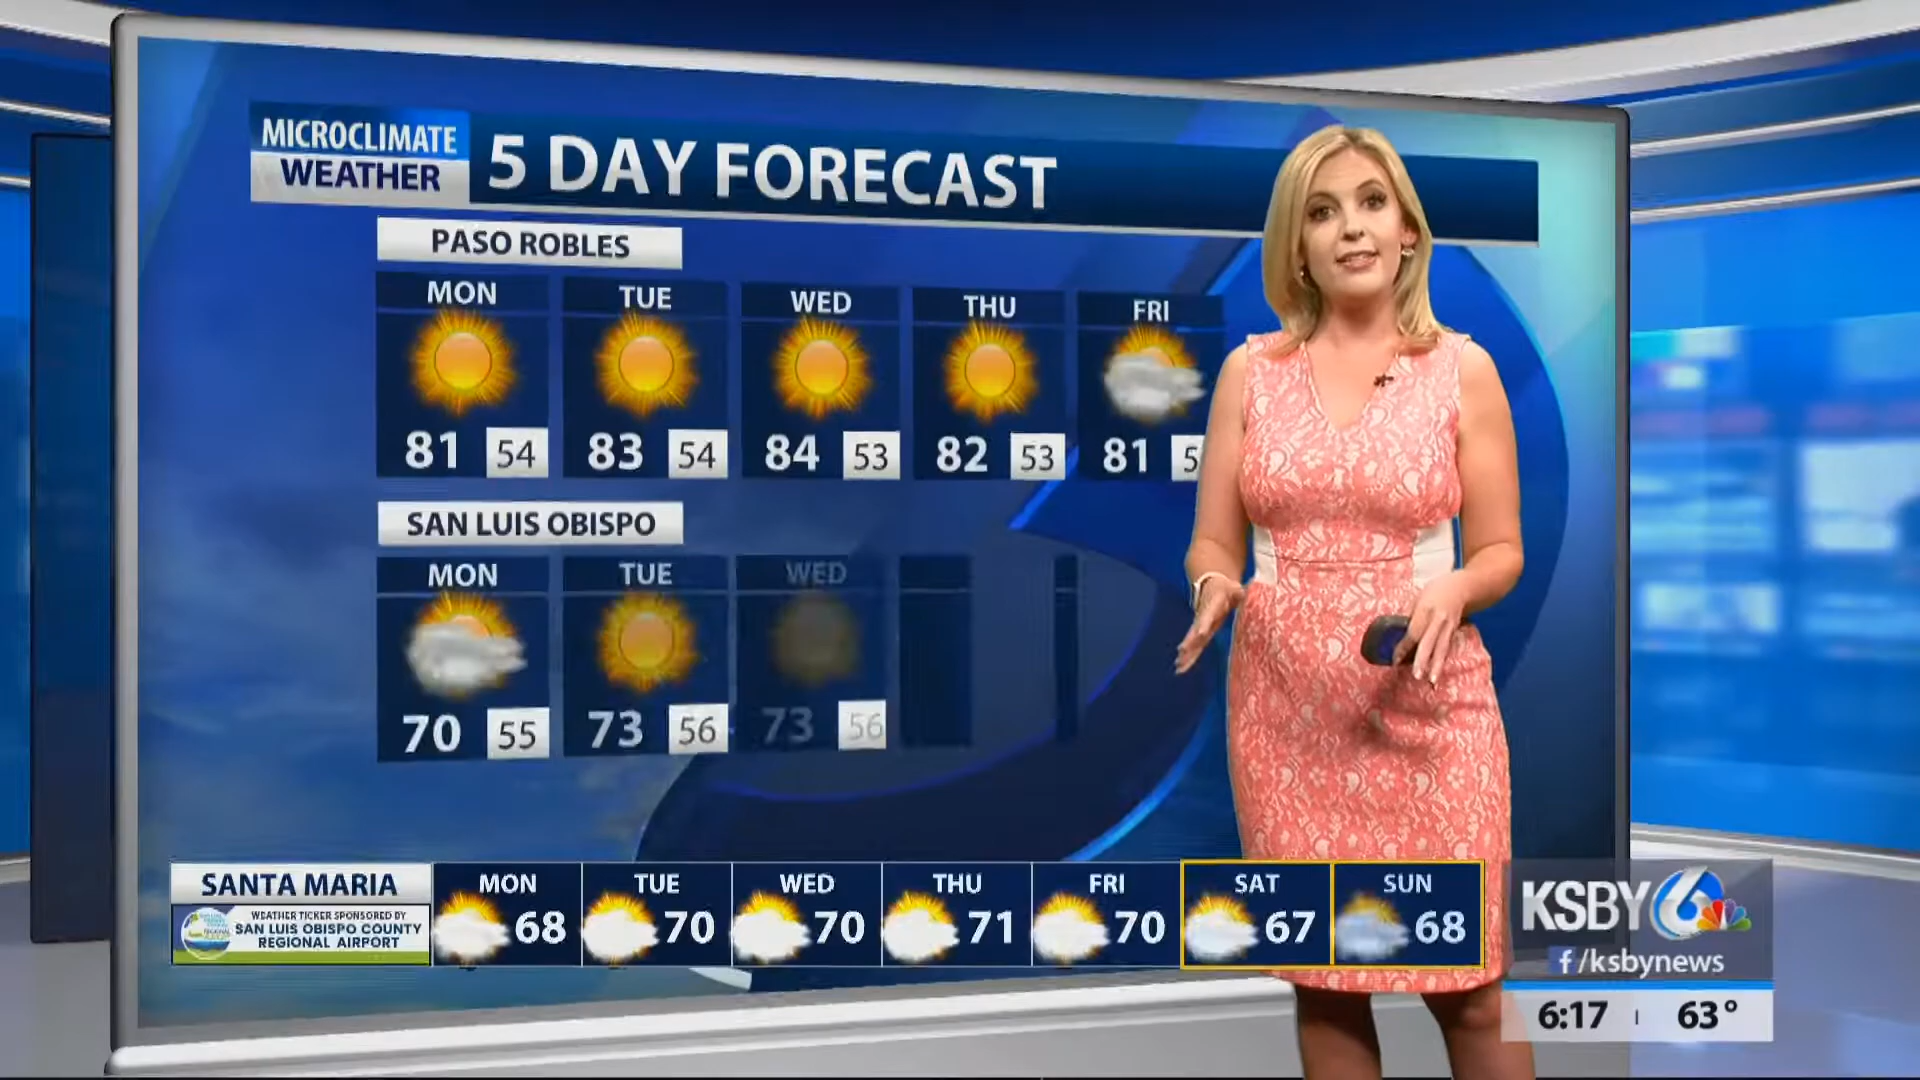 MICROCLIMATE
WEATHER
5 DAY FORECAST
PASO ROBLES
MON TUE WED THU FRI
81 54 83 54 84 53 82 53 81 5
SAN LUIS OBISPO
MON TUE WED
70 55 73 56 73 56
SANTA MARIA
WEATHER TICKER SPONSORED BY
SAN LUIS OBISPO COUNTY
REGIONAL AIRPORT
MON TUE WED THU FRI SAT SUN
68 70 70 71 70 67 68
KSBY 6
f/ksbynews
6:17 63°